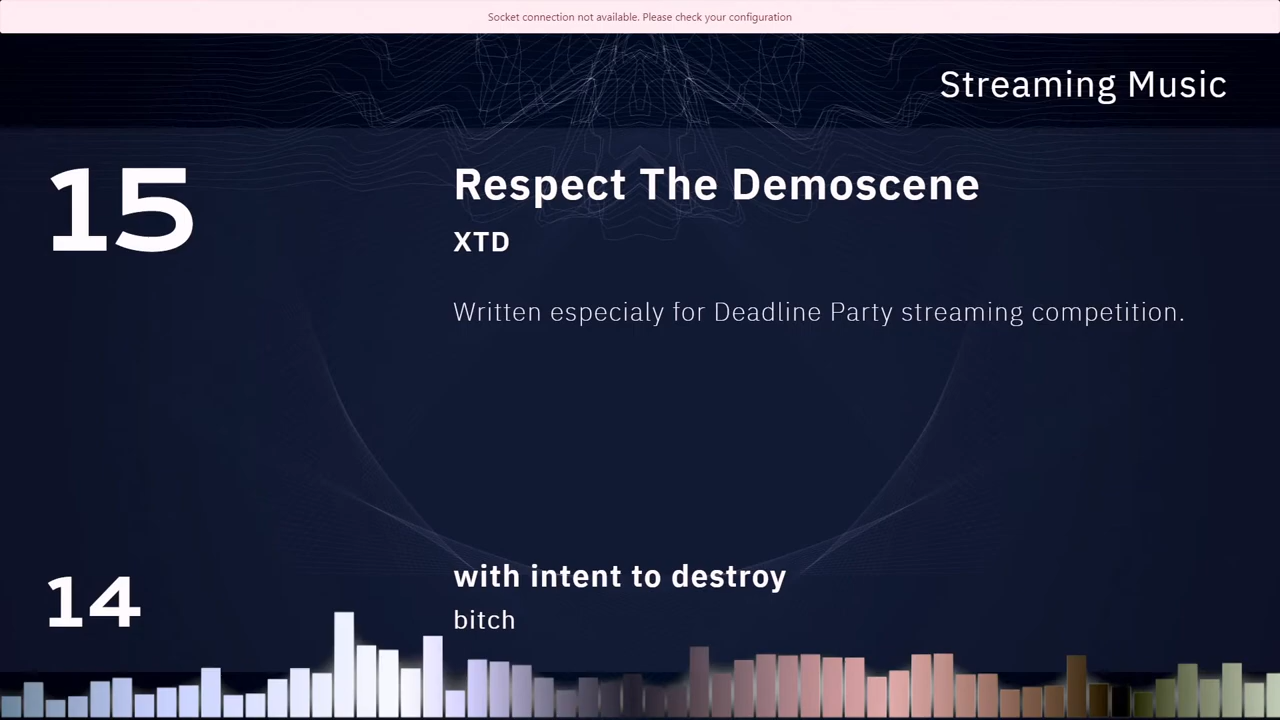 Socket connection not available. Please check your configuration
Streaming Music
15
Respect The Demoscene
XTD
Written especialy for Deadline Party streaming competition.
14
with intent to destroy
bitch